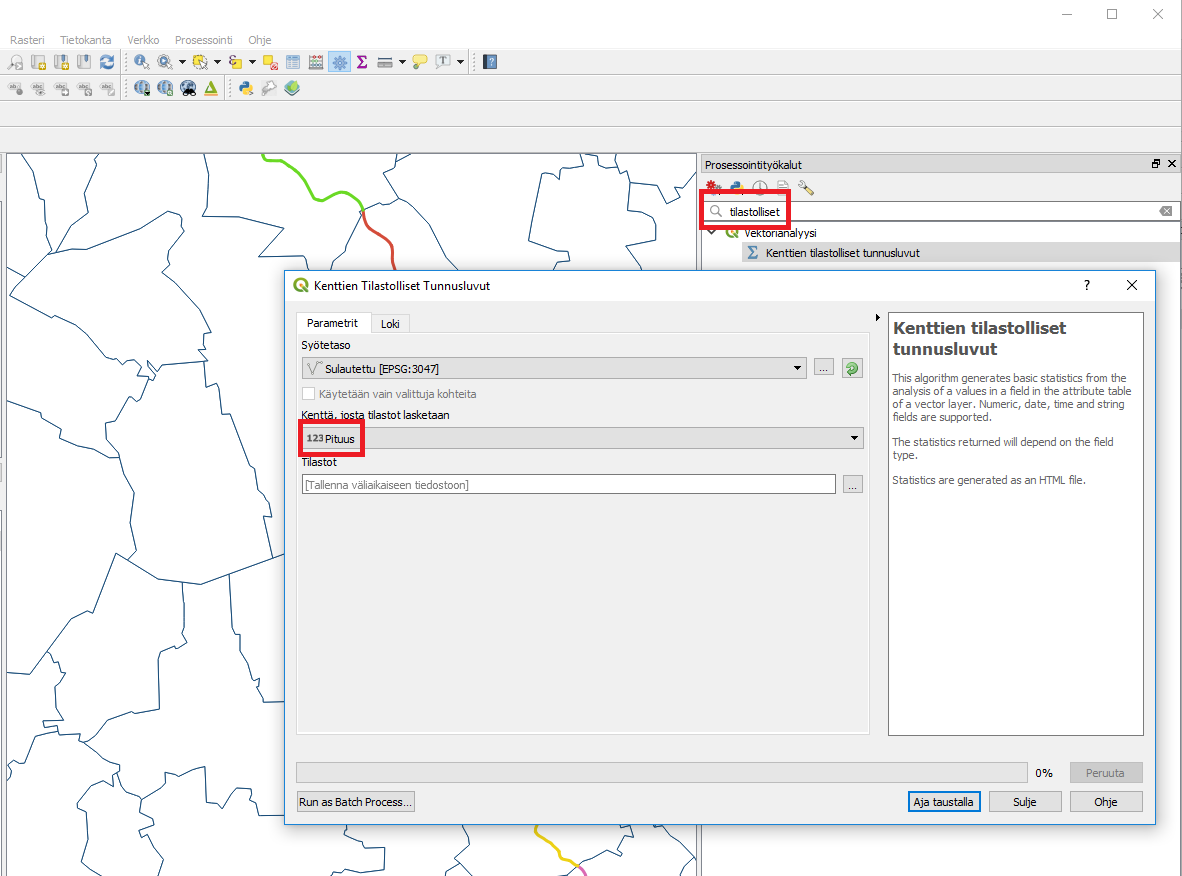 Rasteri Tietokanta Verkko Prosessointi Ohje
Prosessointityökalut
tilastolliset
Vektorianalyysi
Kenttien tilastolliset tunnusluvut
Kenttien Tilastolliset Tunnusluvut
Parametrit Loki
Syötetaso
Sulautettu [EPSG:3047]
...
Käytetään vain valittuja kohteita
Kenttä, josta tilastot lasketaan
123 Pituus
Tilastot
[Tallenna väliaikaiseen tiedostoon]
...
Kenttien tilastolliset
tunnusluvut
This algorithm generates basic statistics from the
analysis of a values in a field in the attribute table
of a vector layer. Numeric, date, time and string
fields are supported.
The statistics returned will depend on the field
type.
Statistics are generated as an HTML file.
0%
Peruuta
Run as Batch Process...
Aja taustalla
Sulje
Ohje